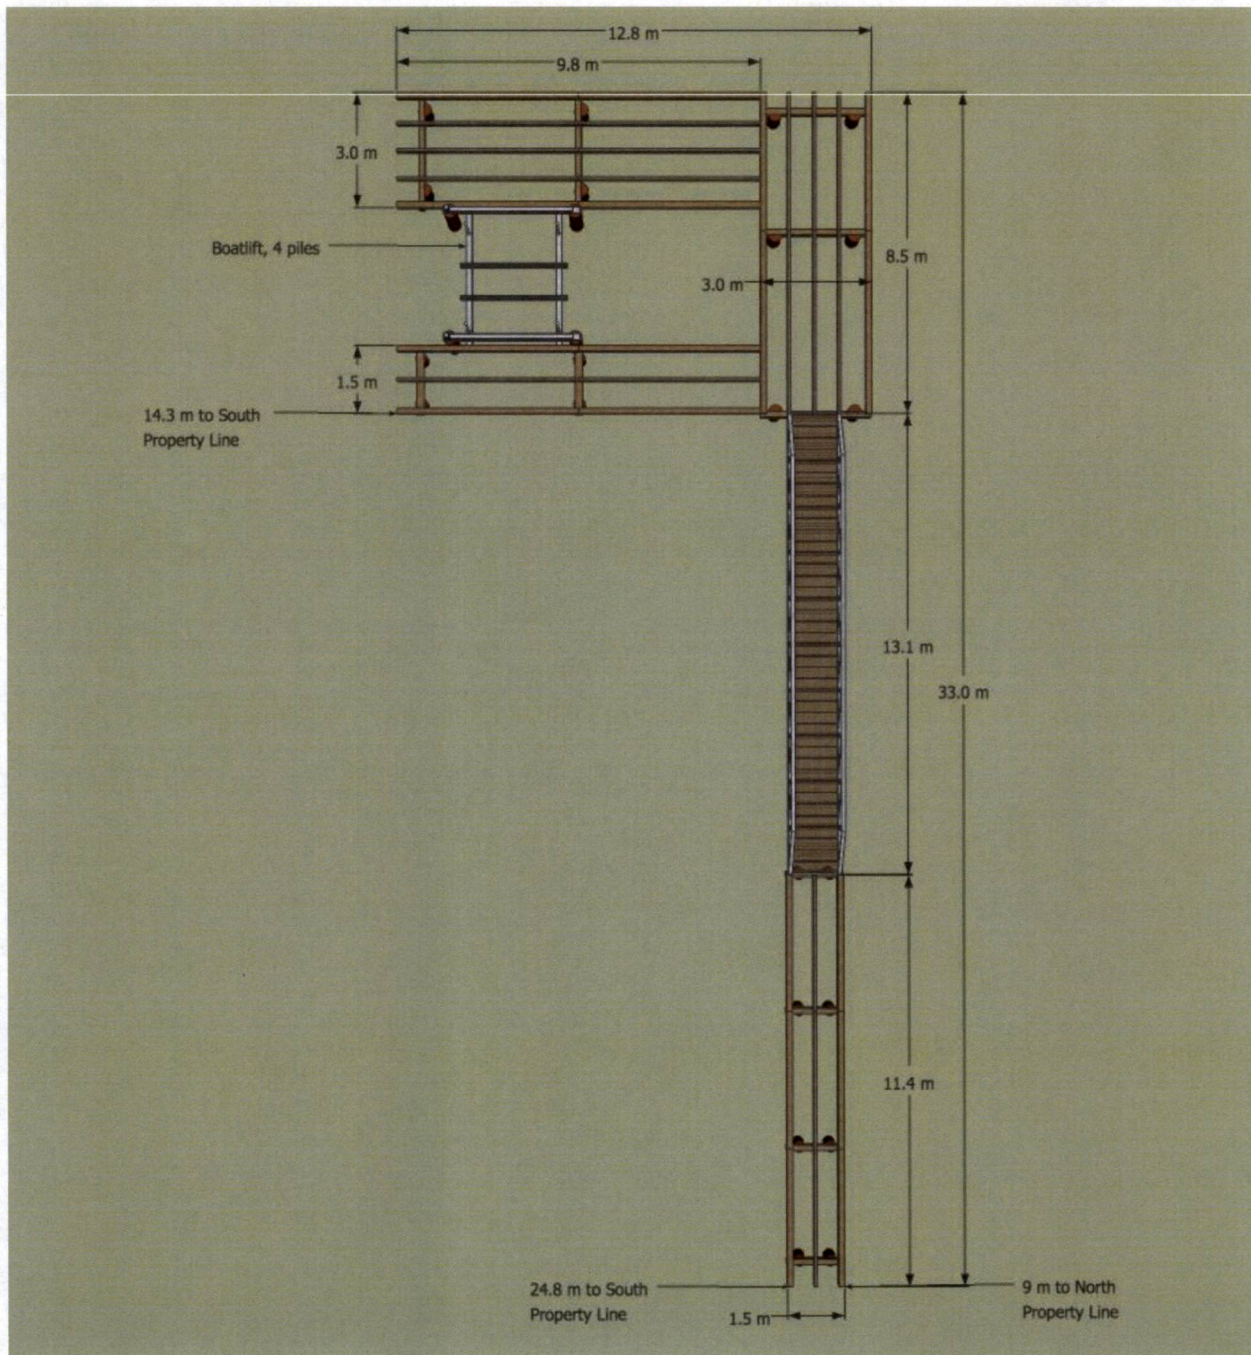 12.8 m
9.8 m
3.0 m
Boatlift, 4 piles
8.5 m
3.0 m
1.5 m
14.3 m to South
Property Line
13.1 m
33.0 m
11.4 m
24.8 m to South
Property Line
1.5 m
9 m to North
Property Line